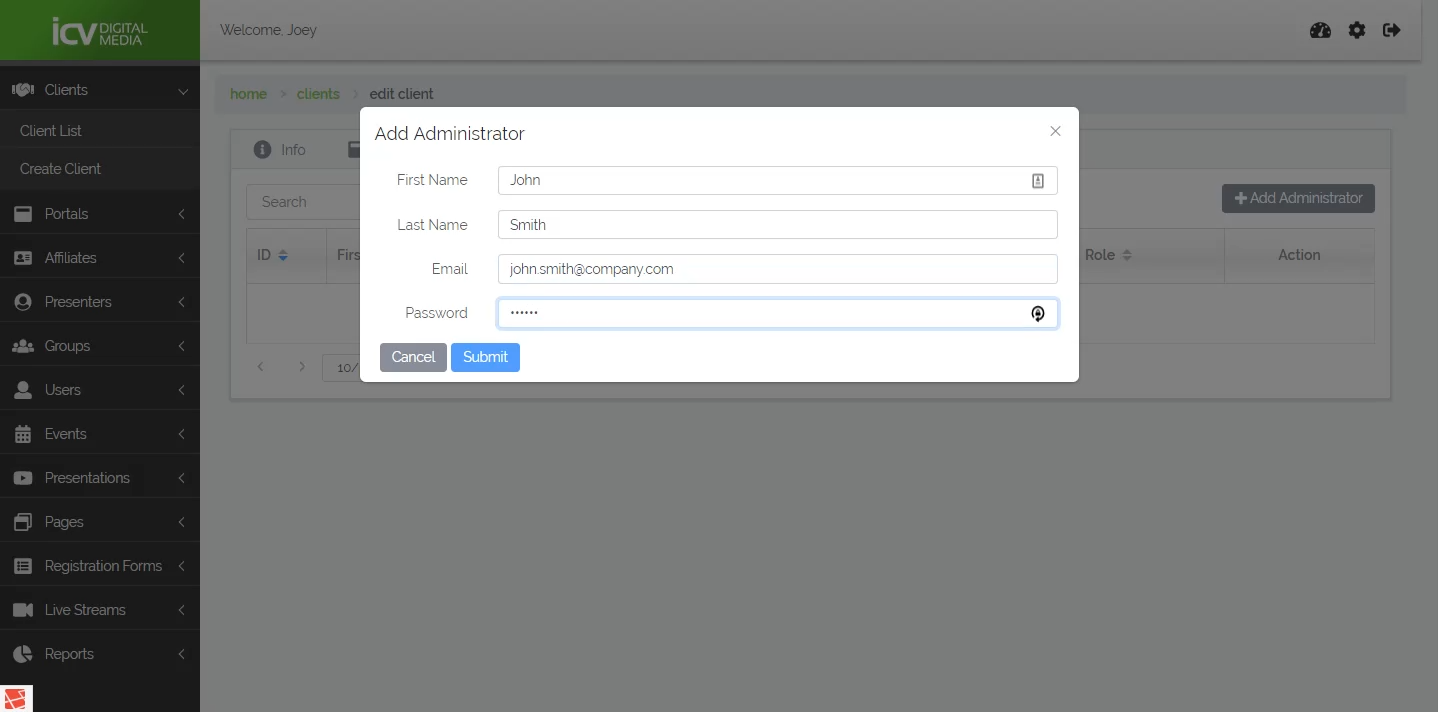 icv DIGITAL MEDIA
Welcome, Joey
Clients
Client List
Create Client
Portals
Affiliates
Presenters
Groups
Users
Events
Presentations
Pages
Registration Forms
Live Streams
Reports
home > clients > edit client
Info
Search
Add Administrator
ID
Firs
Role
Action
10/
Add Administrator
First Name
John
Last Name
Smith
Email
john.smith@company.com
Password
••••••
Cancel
Submit